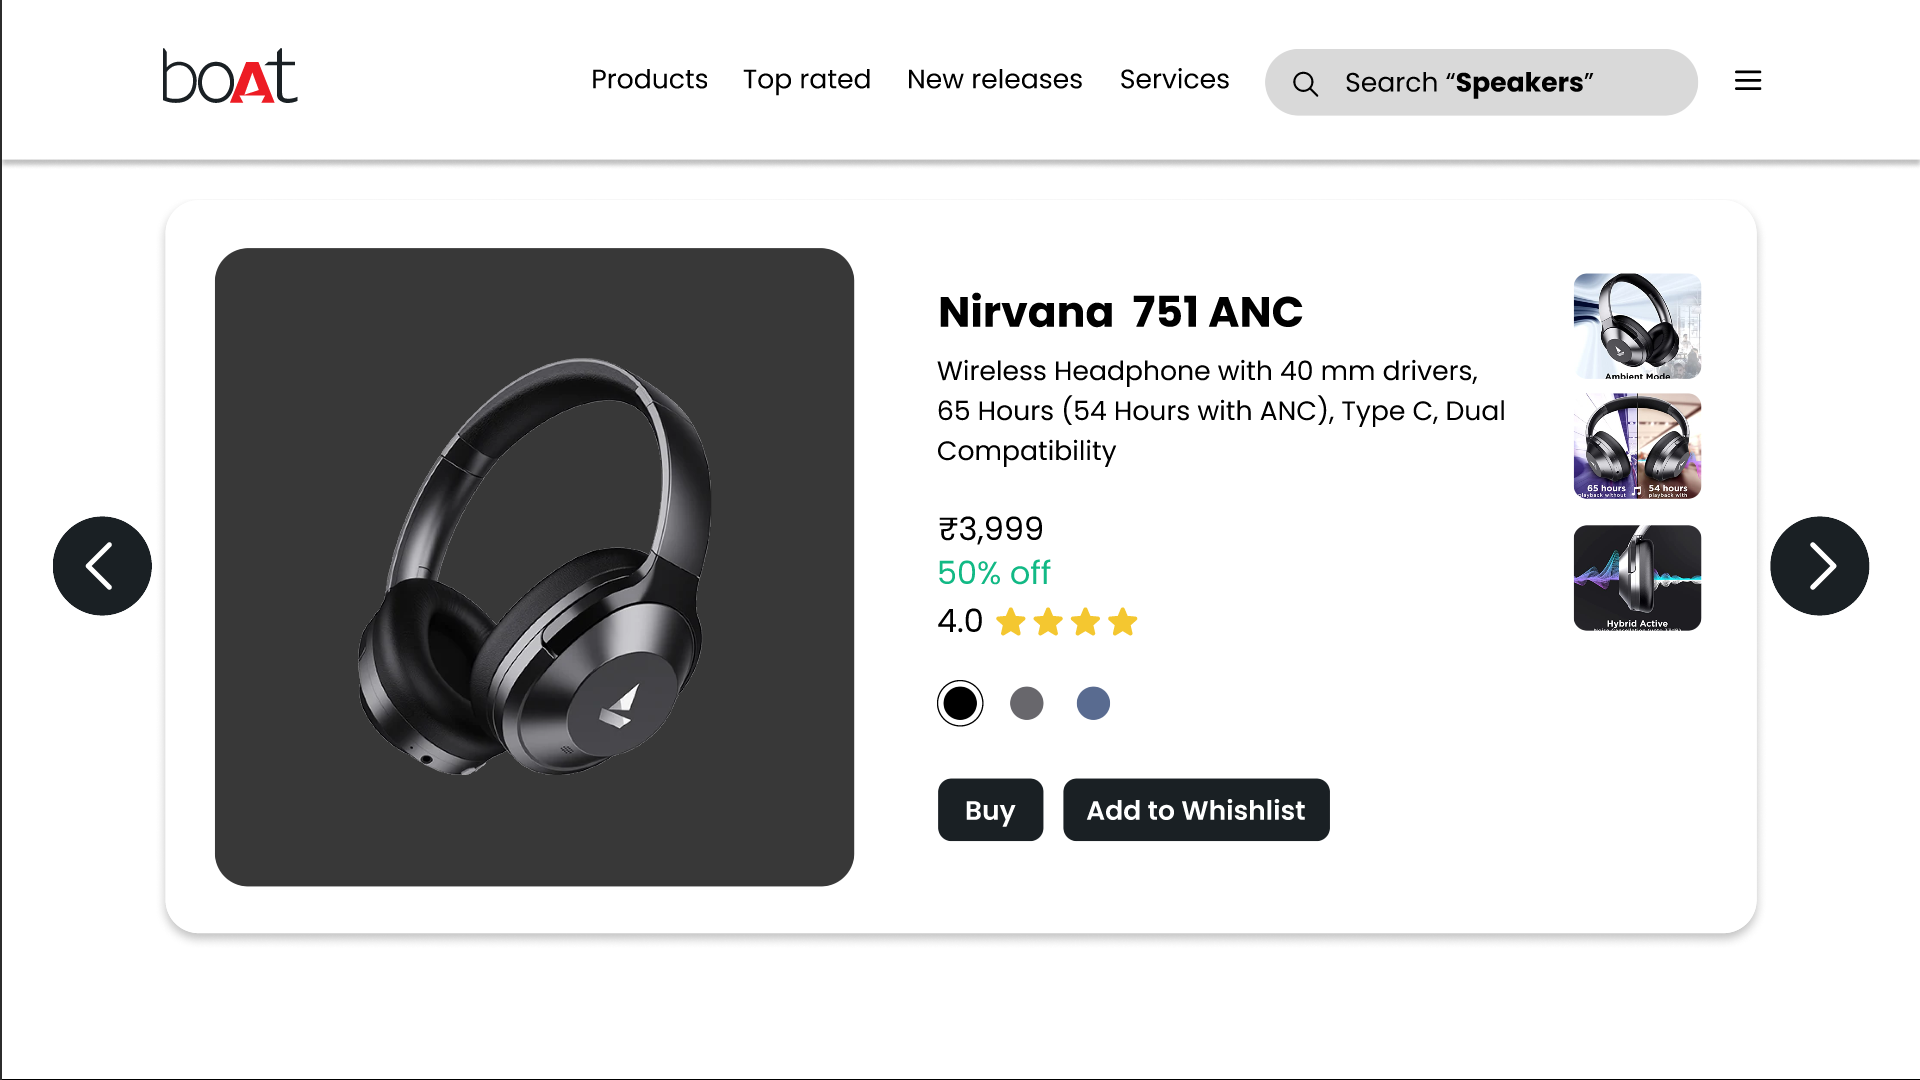 boAt
Products Top rated New releases Services
Search “Speakers”
Nirvana 751 ANC
Wireless Headphone with 40 mm drivers,
65 Hours (54 Hours with ANC), Type C, Dual
Compatibility
₹3,999
50% off
4.0
Buy
Add to Whishlist
Ambient Mode
65 hours
playback without
54 hours
playback with
Hybrid Active